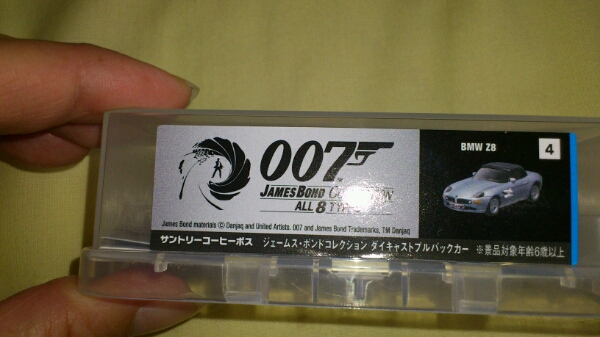 007
JAMES BOND COLLECTION
ALL 8 TYPES
James Bond materials © Danjaq and United Artists. 007 and James Bond Trademarks, TM Danjaq
BMW Z8
4
サントリーコーヒーボス ジェームス・ボンドコレクション ダイキャストプルバックカー ※景品対象年齢6歳以上